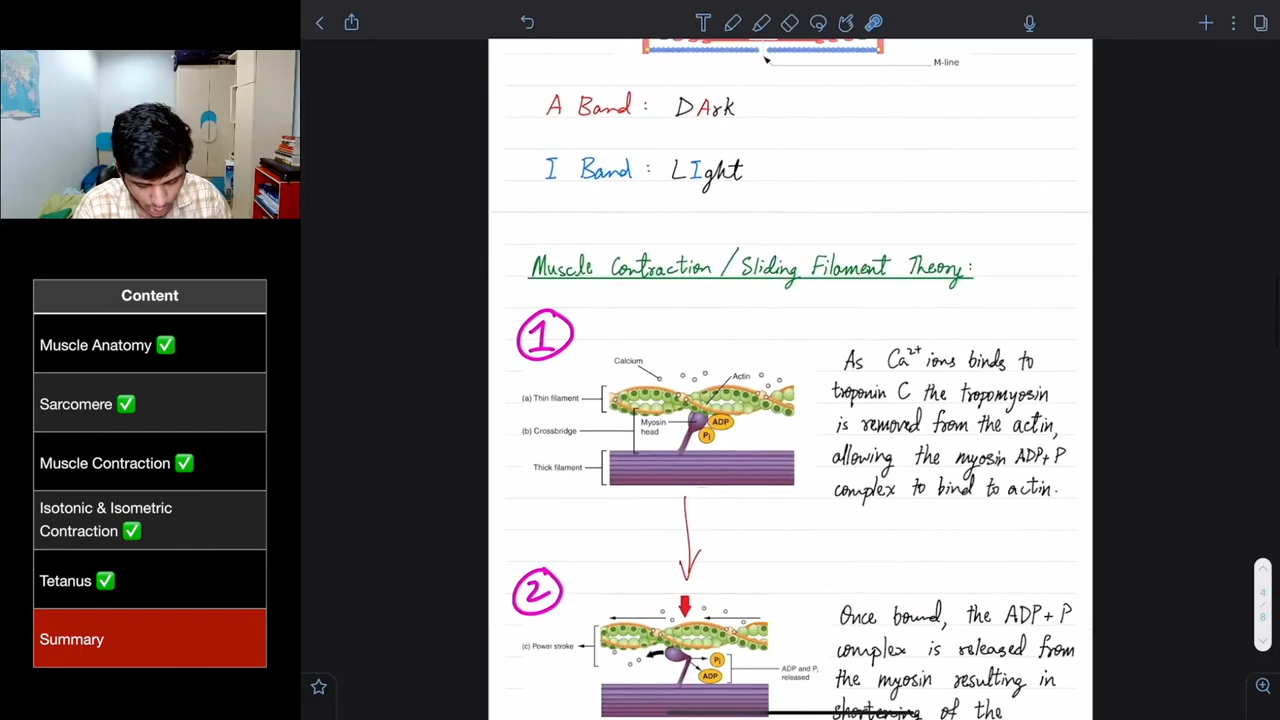 Content
Muscle Anatomy ✅
Sarcomere ✅
Muscle Contraction ✅
Isotonic & Isometric
Contraction ✅
Tetanus ✅
Summary
M-line
A Band : DArk
I Band : LIght
Muscle Contraction / Sliding Filament Theory :
1
Calcium
Actin
(a) Thin filament
Myosin
head
ADP
Pi
(b) Crossbridge
Thick filament
As Ca2+ ions binds to
troponin C the tropomyosin
is removed from the actin,
allowing the myosin ADP+P
complex to bind to actin.
2
(c) Power stroke
Pi
ADP
ADP and Pi
released
Once bound, the ADP+P
complex is released from
the myosin resulting in
shortening of the
4
8